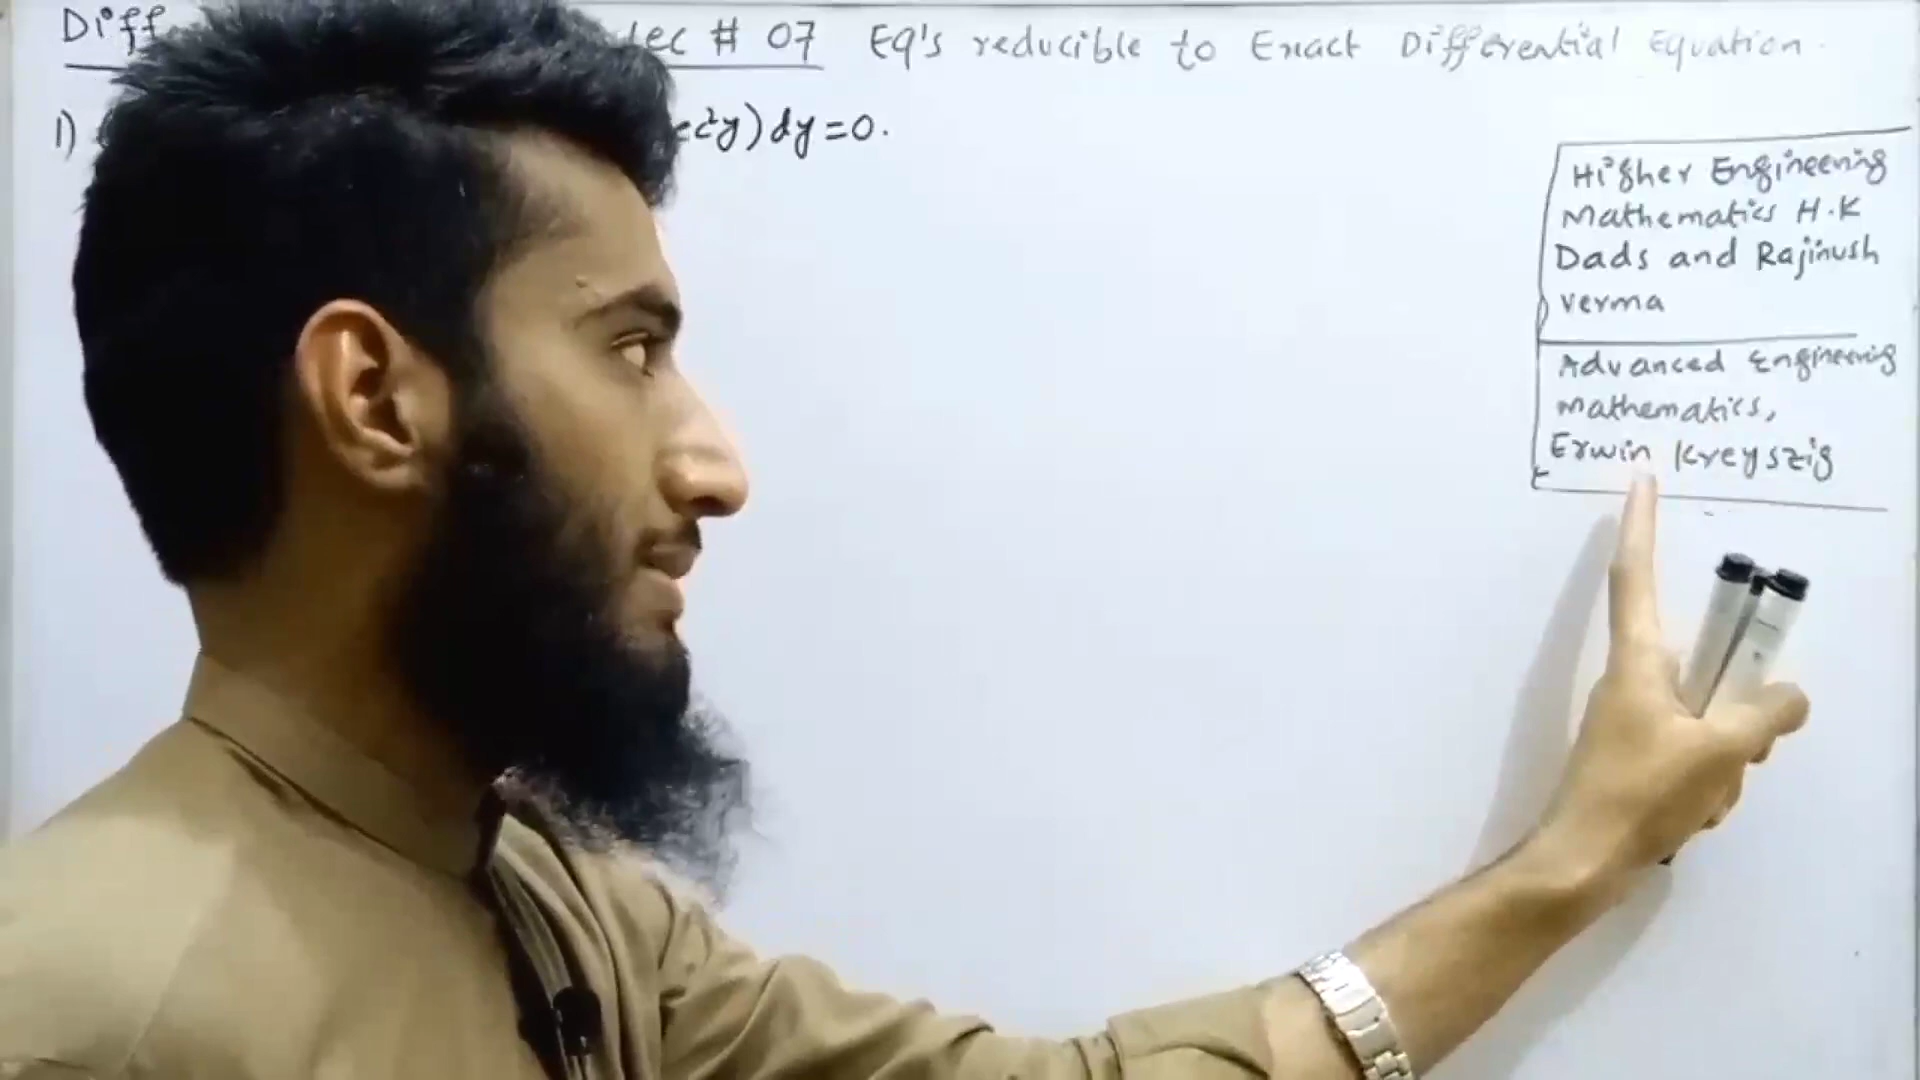 Diff Lec # 07 Eq's reducible to Exact Differential Equation.
1) c²y)dy=0.
Higher Engineering
Mathematics H.K
Dads and Rajinush
verma
Advanced Engineering
Mathematics,
Erwin Kreyszig